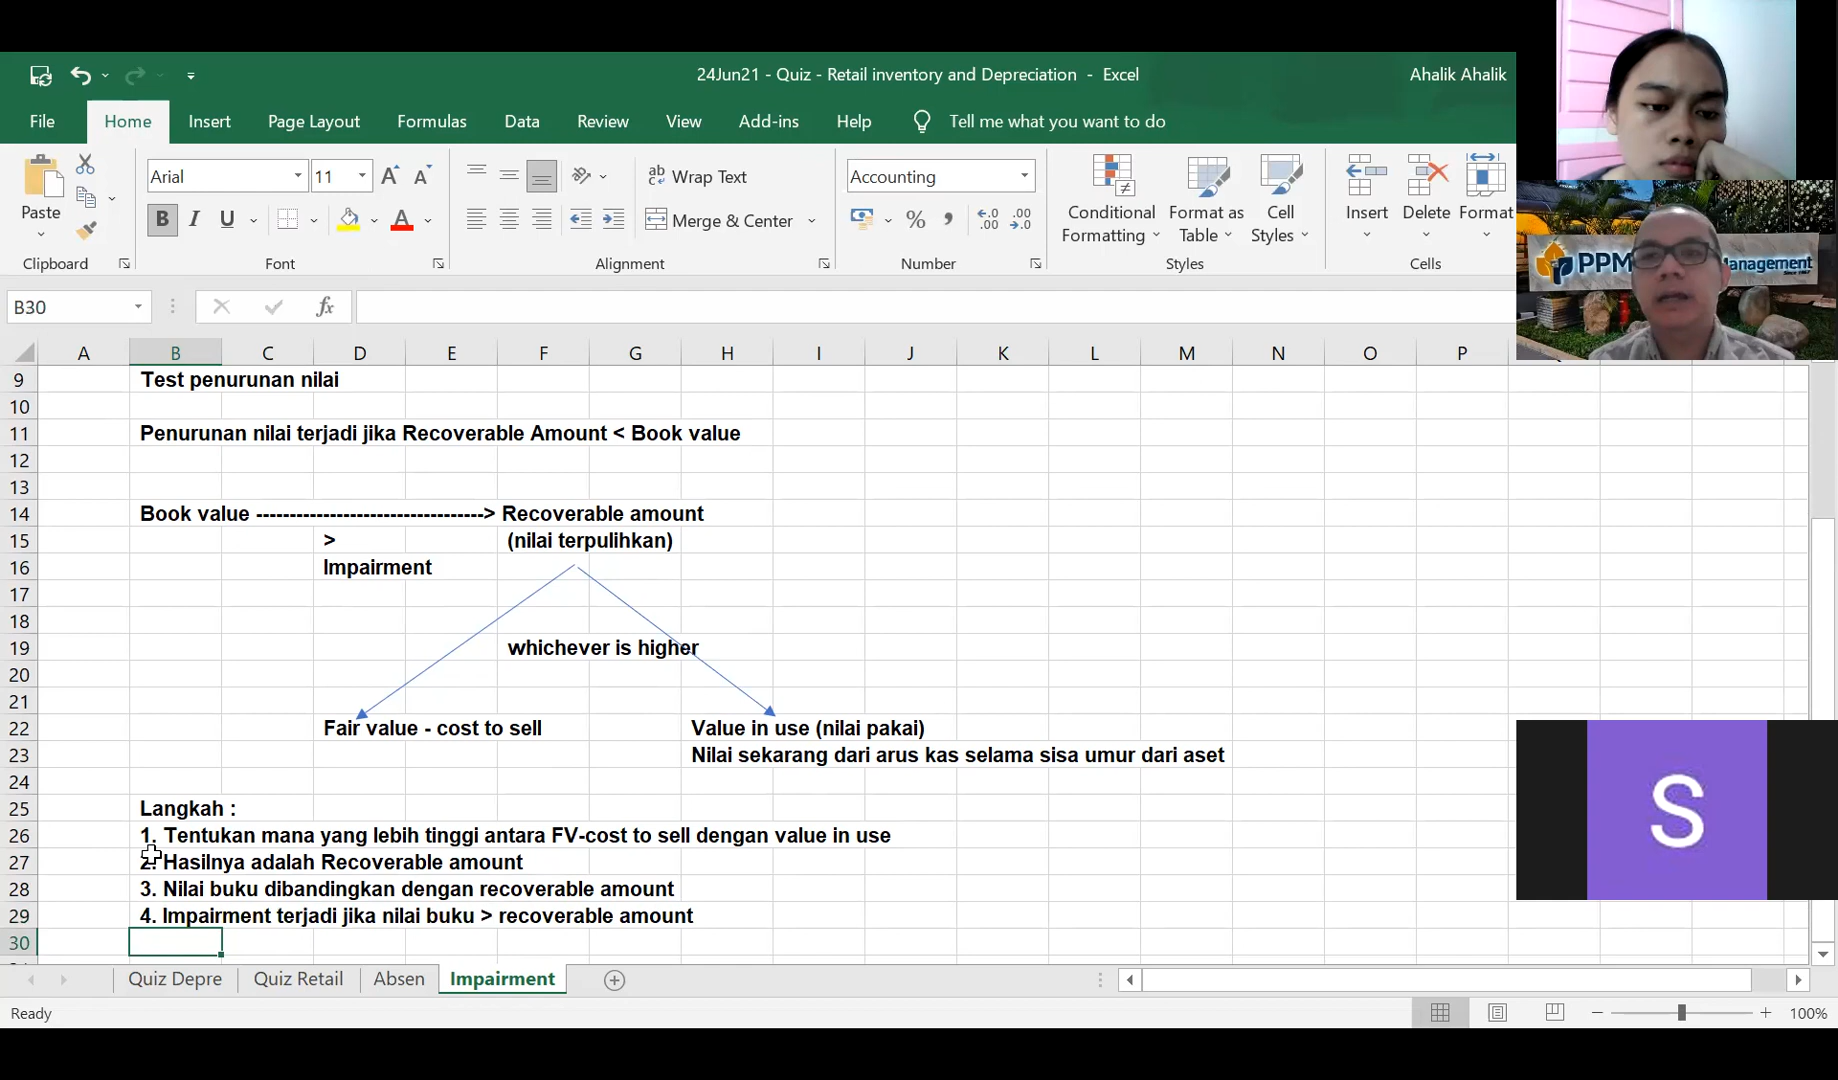 24Jun21 - Quiz - Retail inventory and Depreciation - Excel
Ahalik Ahalik
File
Home
Insert
Page Layout
Formulas
Data
Review
View
Add-ins
Help
Tell me what you want to do
Paste
Clipboard
Arial
11
B I U
Font
ab
Wrap Text
Merge & Center
Alignment
Accounting
Number
Conditional Formatting
Format as Table
Cell Styles
Styles
Insert
Delete
Format
Cells
PPM
anagement
B30
fx
A B C D E F G H I J K L M N O P
9 Test penurunan nilai
10
11 Penurunan nilai terjadi jika Recoverable Amount < Book value
12
13
14 Book value ----------------------------------> Recoverable amount
15 > (nilai terpulihkan)
16 Impairment
17
18
19 whichever is higher
20
21
22 Fair value - cost to sell Value in use (nilai pakai)
23 Nilai sekarang dari arus kas selama sisa umur dari aset
24
25 Langkah :
26 1. Tentukan mana yang lebih tinggi antara FV-cost to sell dengan value in use
27 2. Hasilnya adalah Recoverable amount
28 3. Nilai buku dibandingkan dengan recoverable amount
29 4. Impairment terjadi jika nilai buku > recoverable amount
30
S
Quiz Depre
Quiz Retail
Absen
Impairment
Ready
100%